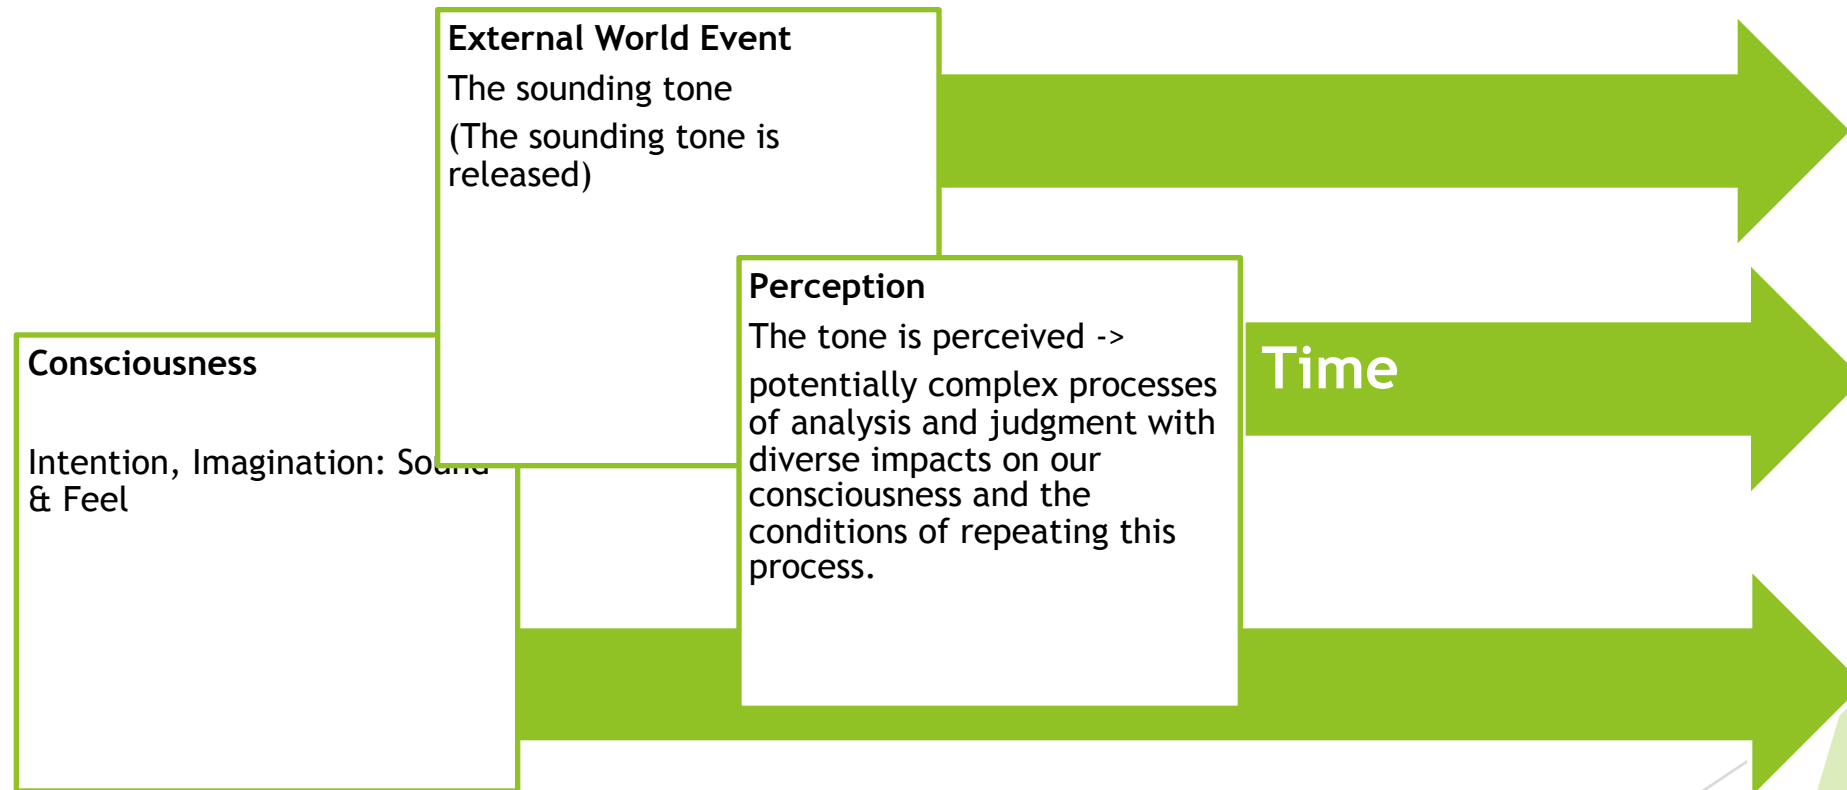 External World Event
The sounding tone
(The sounding tone is
released)
Perception
The tone is perceived ->
potentially complex processes
of analysis and judgment with
diverse impacts on our
consciousness and the
conditions of repeating this
process.
Time
Consciousness
Intention, Imagination: Sound
& Feel